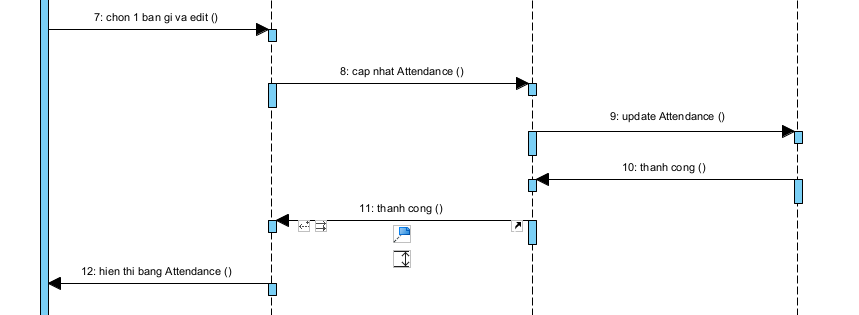 7: chon 1 ban gi va edit ()
8: cap nhat Attendance ()
9: update Attendance ()
10: thanh cong ()
11: thanh cong ()
12: hien thi bang Attendance ()